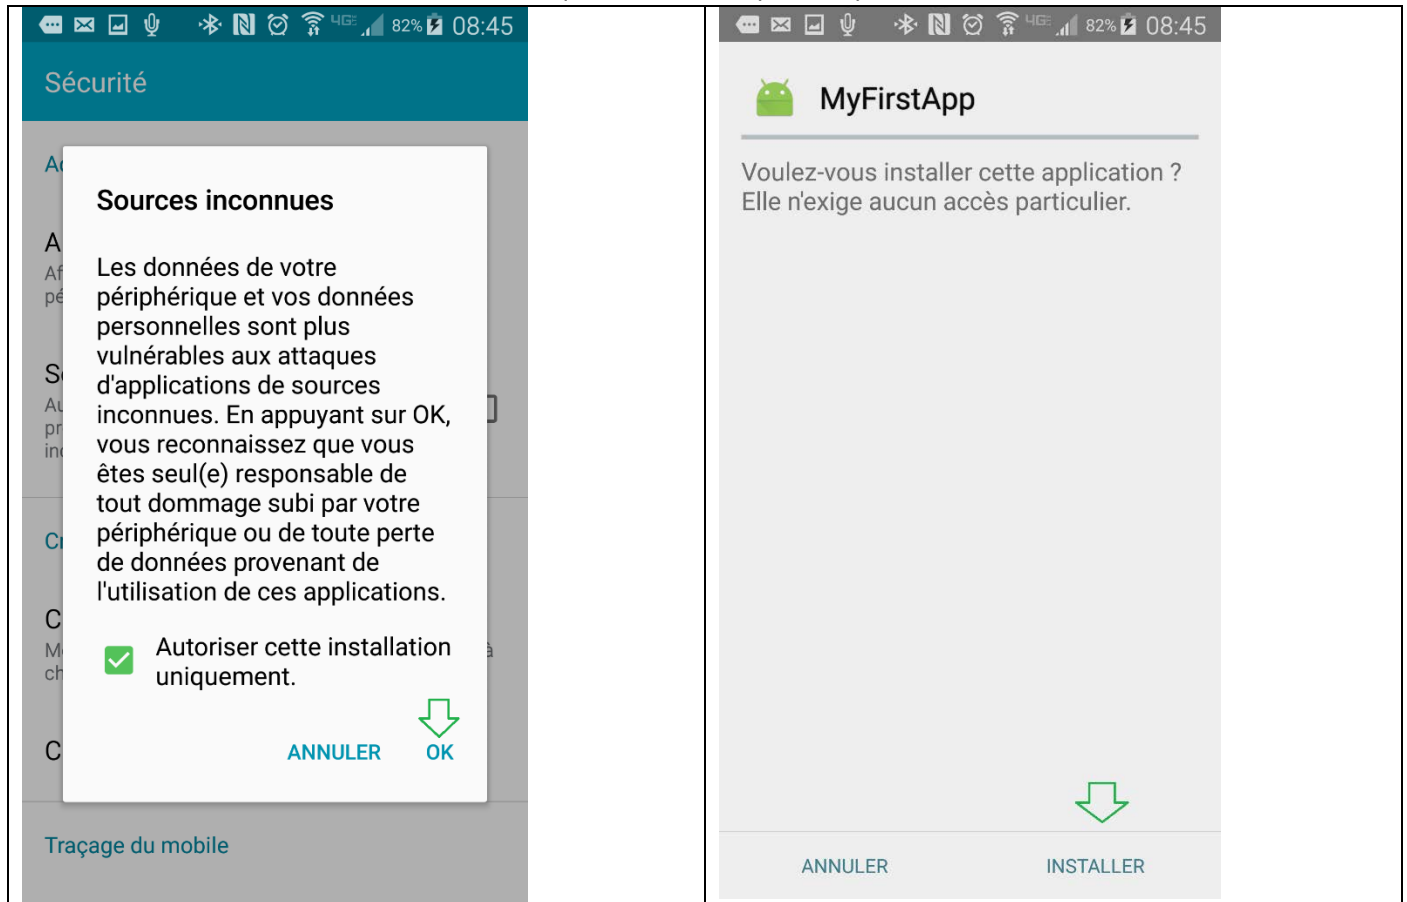 4GE 82% 08:45
Sécurité
Sources inconnues
Les données de votre
périphérique et vos données
personnelles sont plus
vulnérables aux attaques
d'applications de sources
inconnues. En appuyant sur OK,
vous reconnaissez que vous
êtes seul(e) responsable de
tout dommage subi par votre
périphérique ou de toute perte
de données provenant de
l'utilisation de ces applications.
Autoriser cette installation
uniquement.
ANNULER OK
Traçage du mobile
4GE 82% 08:45
MyFirstApp
Voulez-vous installer cette application ?
Elle n'exige aucun accès particulier.
ANNULER INSTALLER